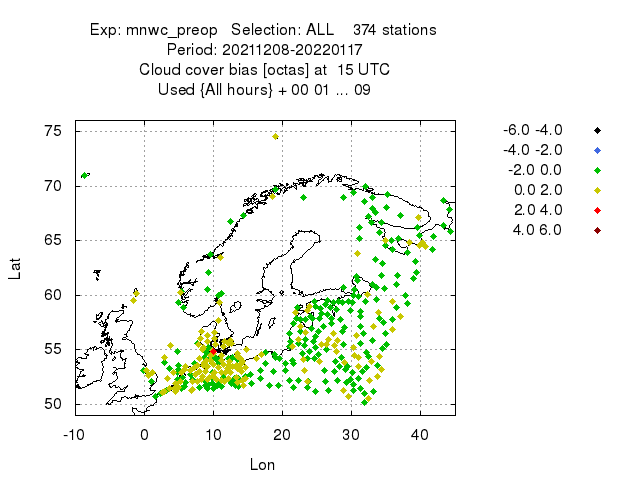 Exp: mnwc_preop Selection: ALL 374 stations
Period: 20211208-20220117
Cloud cover bias [octas] at 15 UTC
Used {All hours} + 00 01 ... 09
-6.0 -4.0
-4.0 -2.0
-2.0 0.0
0.0 2.0
2.0 4.0
4.0 6.0
75
70
65
60
55
50
Lat
-10 0 10 20 30 40
Lon